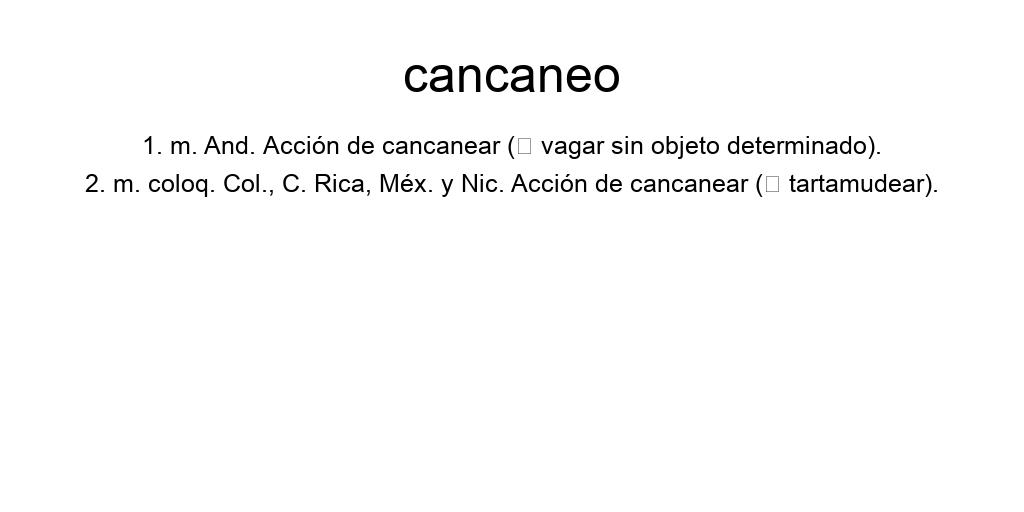 cancaneo
1. m. And. Acción de cancanear (▯ vagar sin objeto determinado).
2. m. coloq. Col., C. Rica, Méx. y Nic. Acción de cancanear (▯ tartamudear).